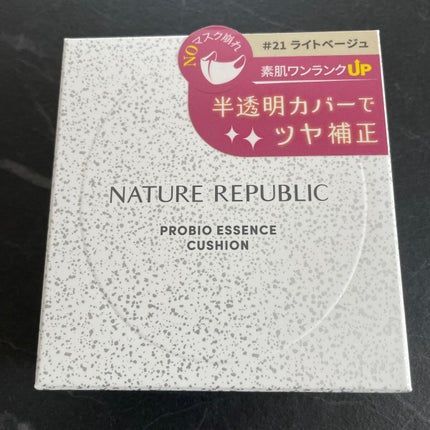 NOマスク崩れ
#21 ライトベージュ
素肌ワンランクUP
半透明カバーで
ツヤ補正
NATURE REPUBLIC
PROBIO ESSENCE
CUSHION